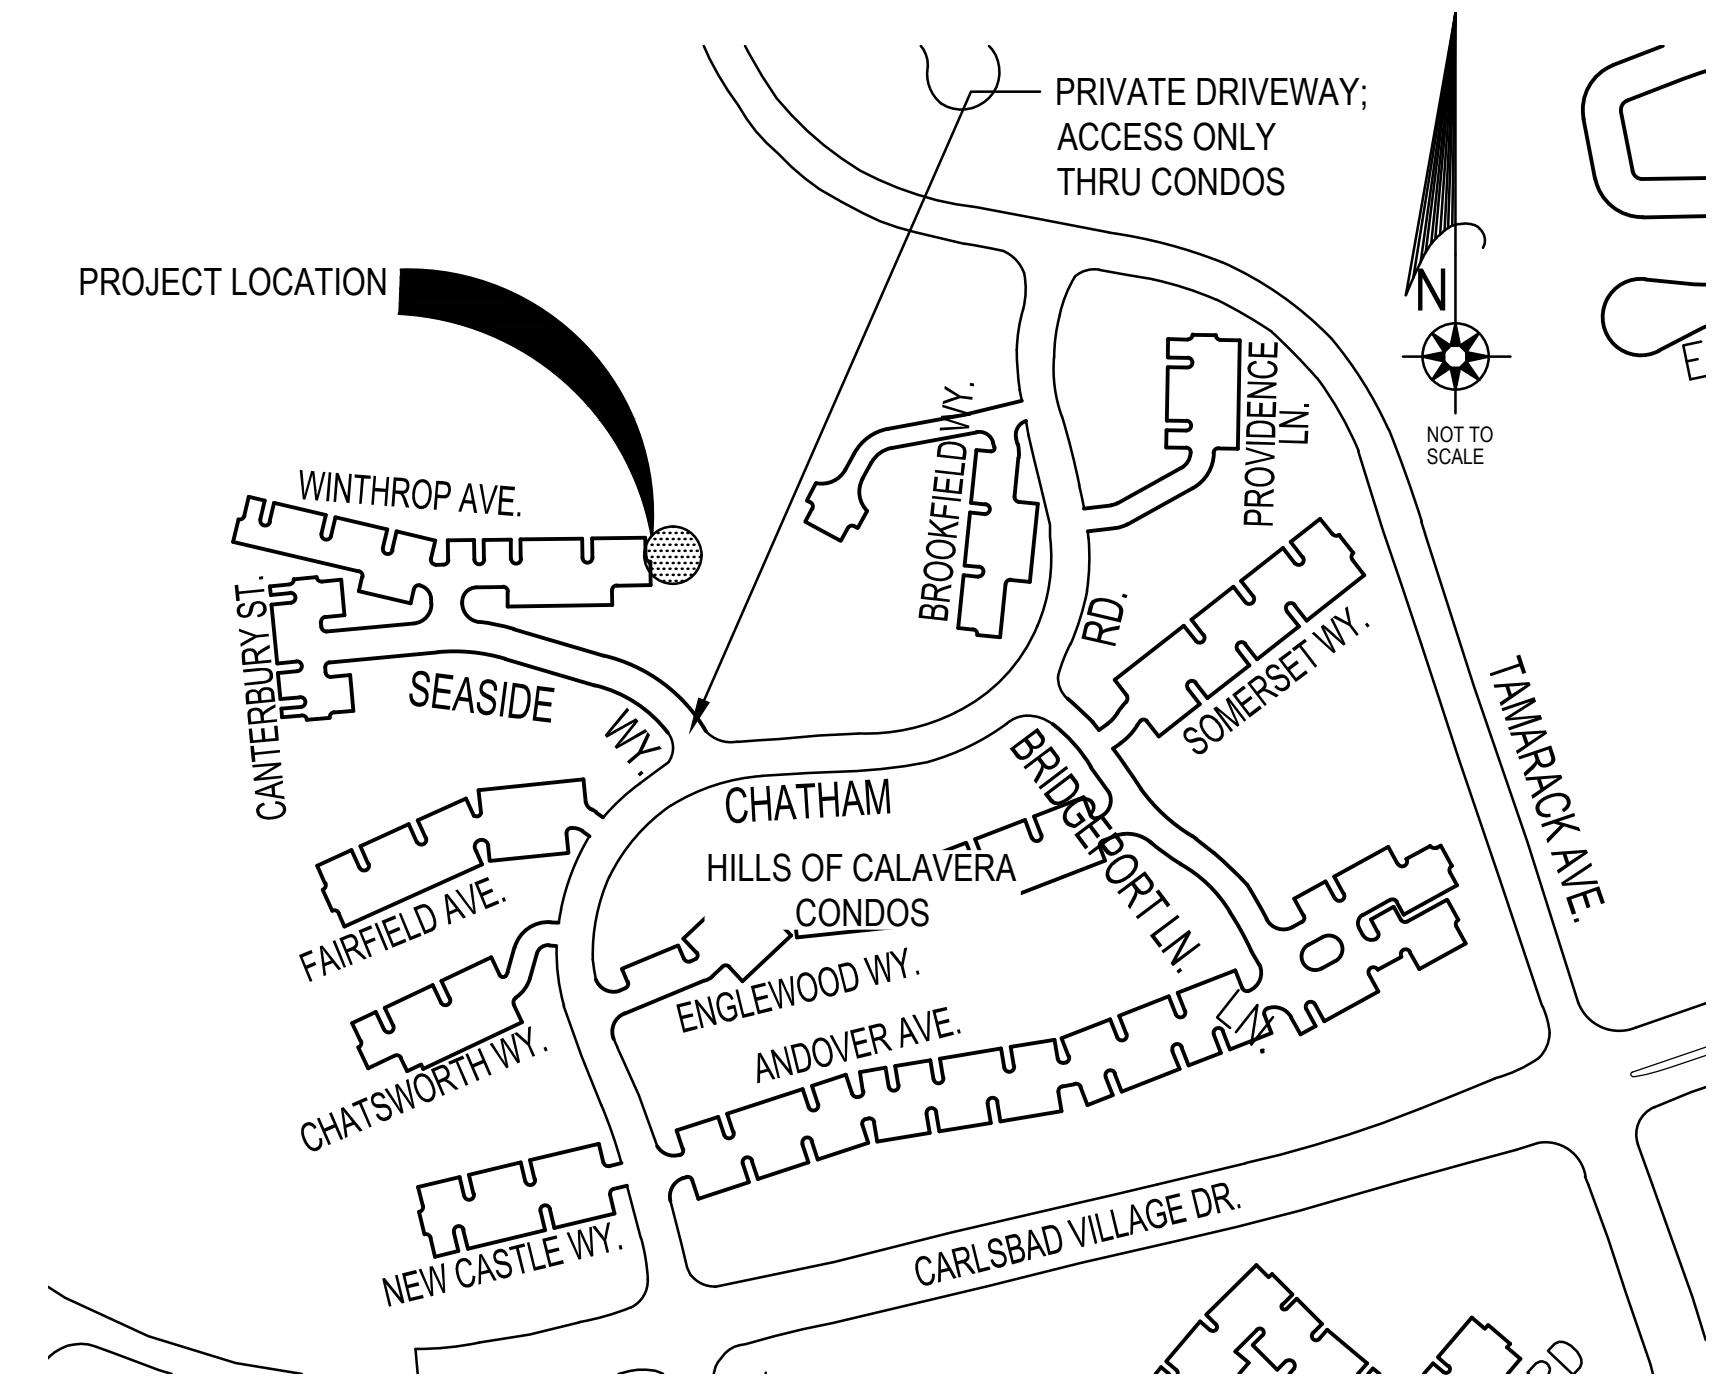 PRIVATE DRIVEWAY;
ACCESS ONLY
THRU CONDOS
PROJECT LOCATION
N
NOT TO
SCALE
E
PROVIDENCE
LN.
BROOKFIELD WY.
WINTHROP AVE.
CANTERBURY ST.
SEASIDE
WY.
RD.
SOMERSET WY.
TAMARACK AVE.
CHATHAM
BRIDGEPORT LN.
HILLS OF CALAVERA
CONDOS
FAIRFIELD AVE.
ENGLEWOOD WY.
LN.
ANDOVER AVE.
CHATSWORTH WY.
CARLSBAD VILLAGE DR.
NEW CASTLE WY.
RD